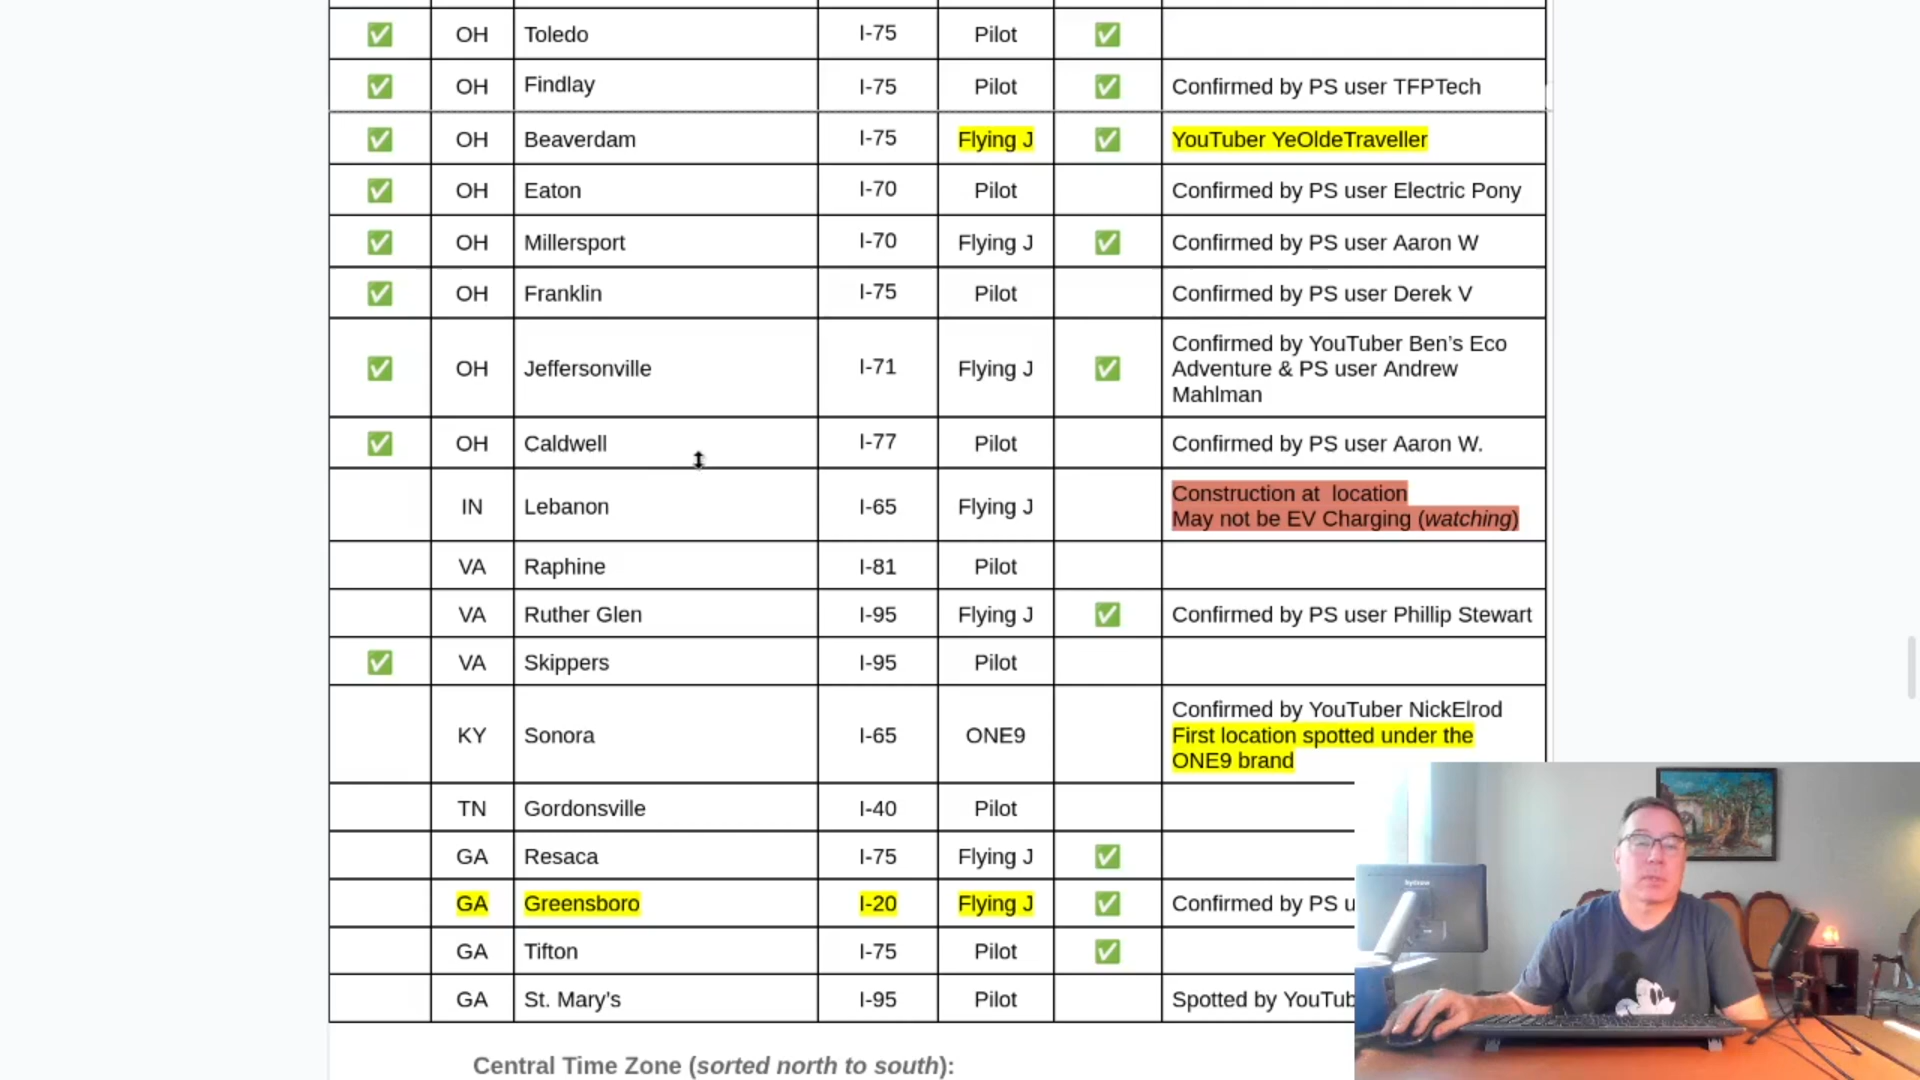 ✅ OH Toledo I-75 Pilot ✅
✅ OH Findlay I-75 Pilot ✅ Confirmed by PS user TFPTech
✅ OH Beaverdam I-75 Flying J ✅ YouTuber YeOldeTraveller
✅ OH Eaton I-70 Pilot Confirmed by PS user Electric Pony
✅ OH Millersport I-70 Flying J ✅ Confirmed by PS user Aaron W
✅ OH Franklin I-75 Pilot Confirmed by PS user Derek V
✅ OH Jeffersonville I-71 Flying J ✅ Confirmed by YouTuber Ben’s Eco
Adventure & PS user Andrew
Mahlman
✅ OH Caldwell I-77 Pilot Confirmed by PS user Aaron W.
IN Lebanon I-65 Flying J Construction at  location
May not be EV Charging (watching)
VA Raphine I-81 Pilot
VA Ruther Glen I-95 Flying J ✅ Confirmed by PS user Phillip Stewart
✅ VA Skippers I-95 Pilot
KY Sonora I-65 ONE9 Confirmed by YouTuber NickElrod
First location spotted under the
ONE9 brand
TN Gordonsville I-40 Pilot
GA Resaca I-75 Flying J ✅
GA Greensboro I-20 Flying J ✅ Confirmed by PS u
GA Tifton I-75 Pilot ✅
GA St. Mary’s I-95 Pilot Spotted by YouTub
Central Time Zone (sorted north to south):